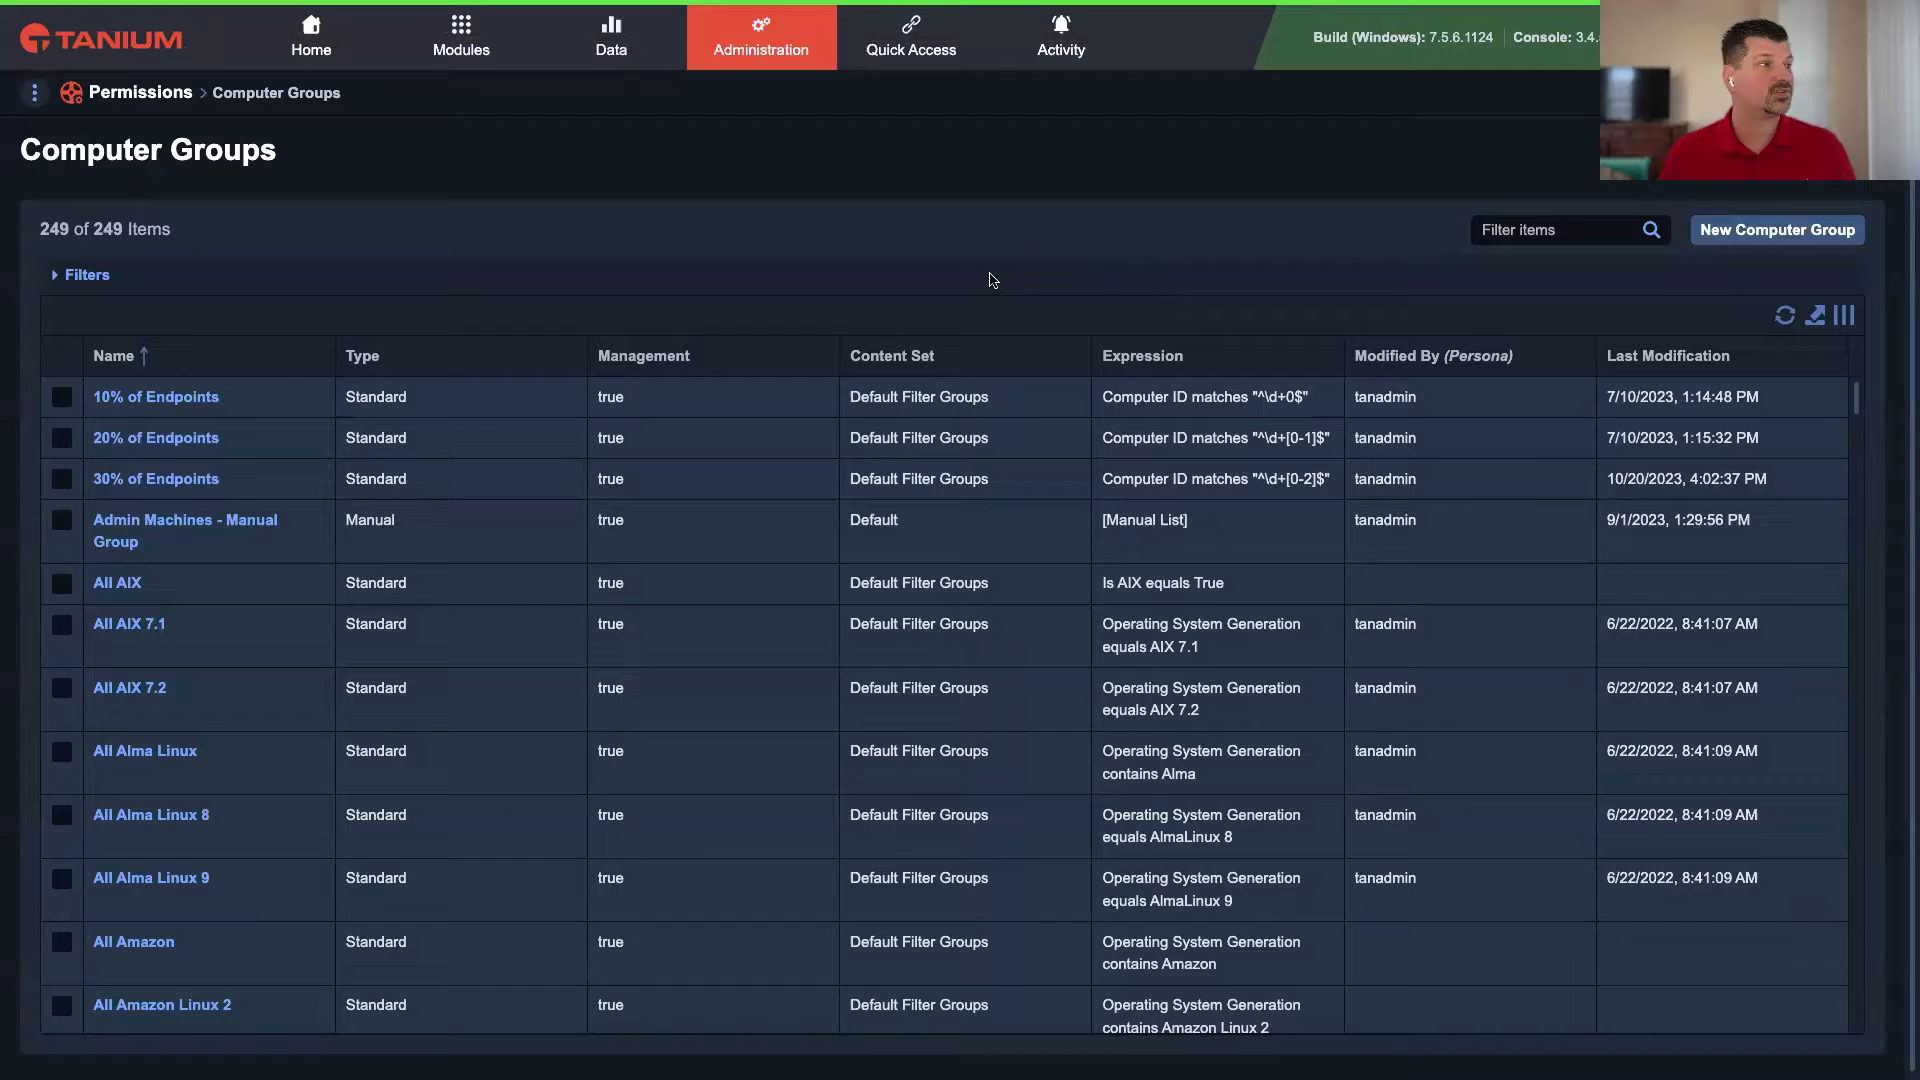 TANIUM
Home
Modules
Data
Administration
Quick Access
Activity
Build (Windows): 7.5.6.1124
Console: 3.4.
Permissions > Computer Groups
Computer Groups
249 of 249 Items
Filter items
New Computer Group
Filters
Name Type Management Content Set Expression Modified By (Persona) Last Modification
10% of Endpoints Standard true Default Filter Groups Computer ID matches "^\d+0$" tanadmin 7/10/2023, 1:14:48 PM
20% of Endpoints Standard true Default Filter Groups Computer ID matches "^\d+[0-1]$" tanadmin 7/10/2023, 1:15:32 PM
30% of Endpoints Standard true Default Filter Groups Computer ID matches "^\d+[0-2]$" tanadmin 10/20/2023, 4:02:37 PM
Admin Machines - Manual Manual true Default [Manual List] tanadmin 9/1/2023, 1:29:56 PM
Group
All AIX Standard true Default Filter Groups Is AIX equals True
All AIX 7.1 Standard true Default Filter Groups Operating System Generation tanadmin 6/22/2022, 8:41:07 AM
equals AIX 7.1
All AIX 7.2 Standard true Default Filter Groups Operating System Generation tanadmin 6/22/2022, 8:41:07 AM
equals AIX 7.2
All Alma Linux Standard true Default Filter Groups Operating System Generation tanadmin 6/22/2022, 8:41:09 AM
contains Alma
All Alma Linux 8 Standard true Default Filter Groups Operating System Generation tanadmin 6/22/2022, 8:41:09 AM
equals AlmaLinux 8
All Alma Linux 9 Standard true Default Filter Groups Operating System Generation tanadmin 6/22/2022, 8:41:09 AM
equals AlmaLinux 9
All Amazon Standard true Default Filter Groups Operating System Generation
contains Amazon
All Amazon Linux 2 Standard true Default Filter Groups Operating System Generation
contains Amazon Linux 2